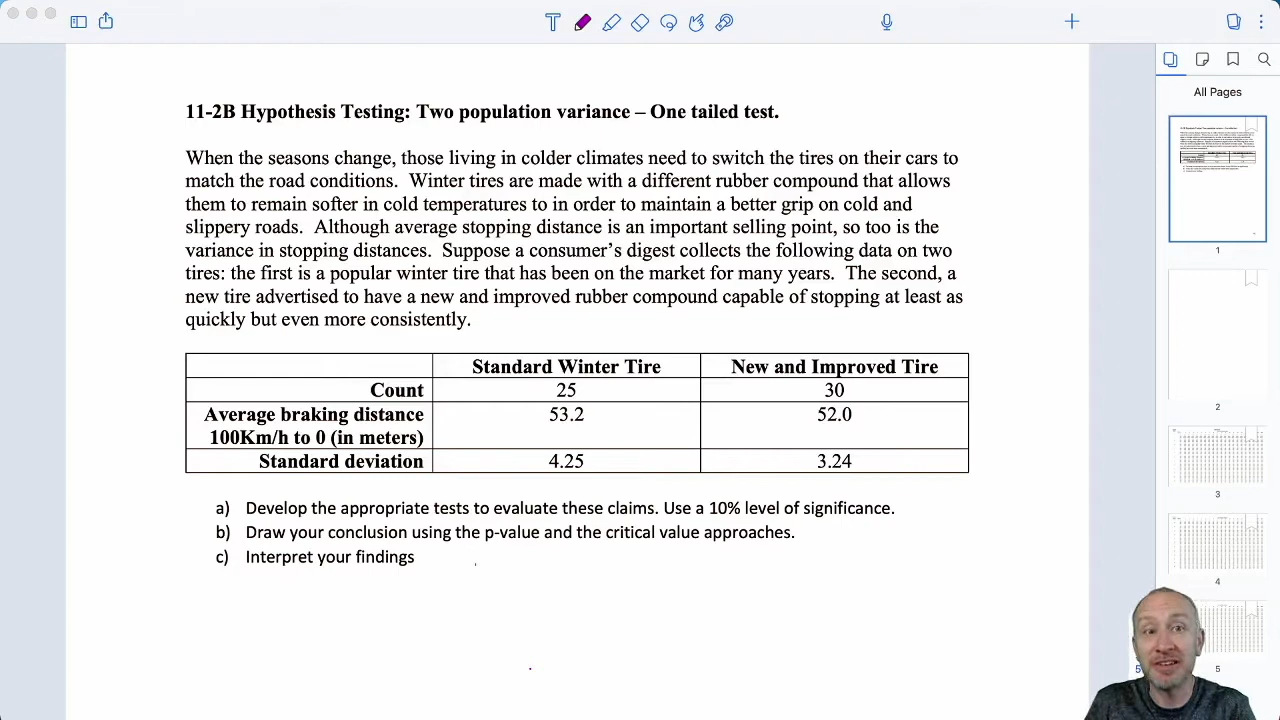 All Pages
11-2B Hypothesis Testing: Two population variance – One tailed test.
When the seasons change, those living in colder climates need to switch the tires on their cars to
match the road conditions. Winter tires are made with a different rubber compound that allows
them to remain softer in cold temperatures to in order to maintain a better grip on cold and
slippery roads. Although average stopping distance is an important selling point, so too is the
variance in stopping distances. Suppose a consumer's digest collects the following data on two
tires: the first is a popular winter tire that has been on the market for many years. The second, a
new tire advertised to have a new and improved rubber compound capable of stopping at least as
quickly but even more consistently.
Standard Winter Tire New and Improved Tire
Count 25 30
Average braking distance 53.2 52.0
100Km/h to 0 (in meters)
Standard deviation 4.25 3.24
a) Develop the appropriate tests to evaluate these claims. Use a 10% level of significance.
b) Draw your conclusion using the p-value and the critical value approaches.
c) Interpret your findings
1
2
3
4
5